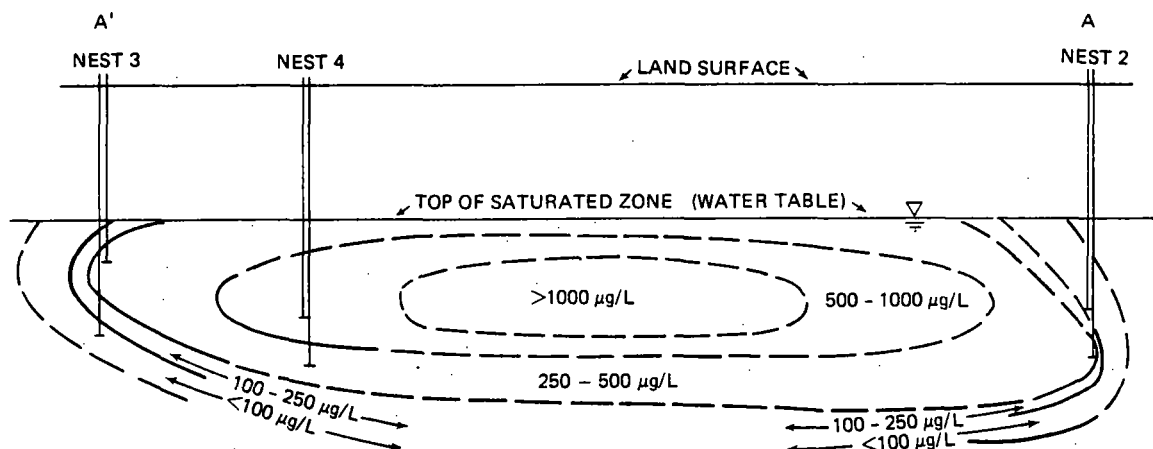 A'
A
NEST 3
NEST 4
NEST 2
LAND SURFACE
TOP OF SATURATED ZONE (WATER TABLE)
>1000 µg/L
500 - 1000 µg/L
250 - 500 µg/L
100 - 250 µg/L
<100 µg/L
100 - 250 µg/L
<100 µg/L